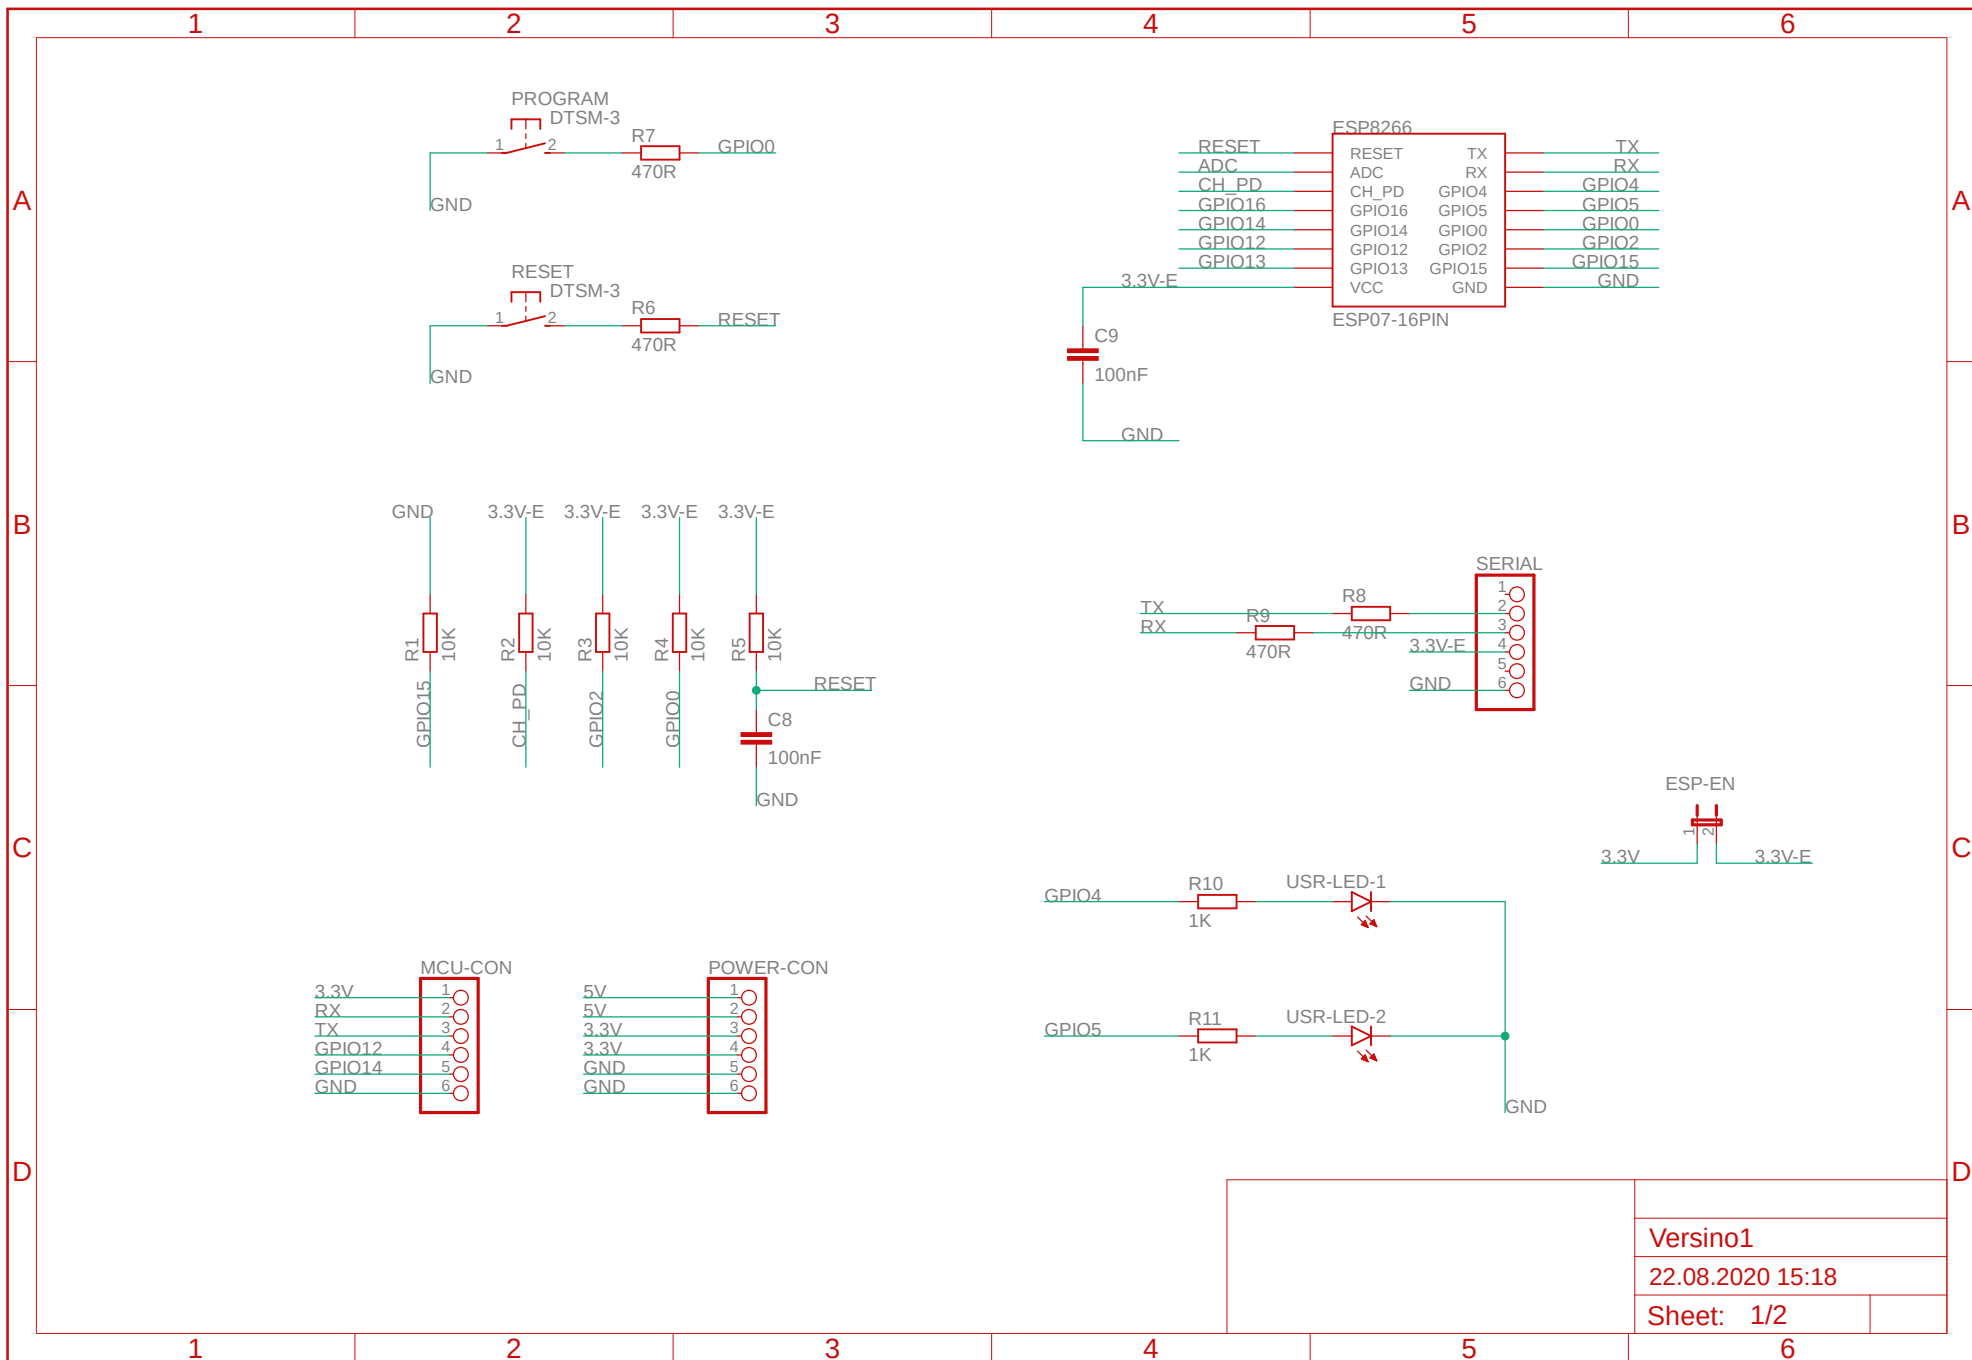 1 2 3 4 5 6
A
A
PROGRAM
DTSM-3
1 2
R7
470R
GPIO0
GND
RESET
DTSM-3
1 2
R6
470R
RESET
GND
ESP8266
RESET RESET TX TX
ADC ADC RX RX
CH_PD CH_PD GPIO4 GPIO4
GPIO16 GPIO16 GPIO5 GPIO5
GPIO14 GPIO14 GPIO0 GPIO0
GPIO12 GPIO12 GPIO2 GPIO2
GPIO13 GPIO13 GPIO15 GPIO15
3.3V-E VCC GND GND
ESP07-16PIN
C9
100nF
GND
B
B
GND 3.3V-E 3.3V-E 3.3V-E 3.3V-E
R1 10K R2 10K R3 10K R4 10K R5 10K
GPIO15 CH_PD GPIO2 GPIO0
RESET
C8
100nF
GND
SERIAL
1
TX R8 2
RX R9 470R 3
470R 3.3V-E 4
5
GND 6
C
C
ESP-EN
1 2
3.3V 3.3V-E
GPIO4 R10 USR-LED-1
1K
GPIO5 R11 USR-LED-2
1K
GND
MCU-CON
3.3V 1
RX 2
TX 3
GPIO12 4
GPIO14 5
GND 6
POWER-CON
5V 1
5V 2
3.3V 3
3.3V 4
GND 5
GND 6
D
D
Versino1
22.08.2020 15:18
Sheet: 1/2
1 2 3 4 5 6